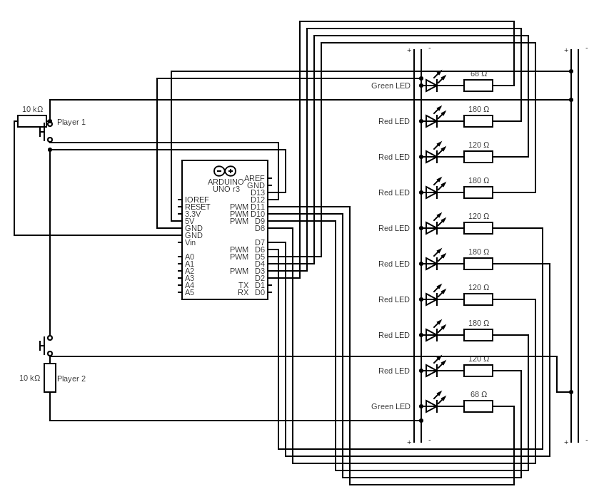 + -
+ -
68 Ω
Green LED
10 kΩ
180 Ω
Player 1
Red LED
120 Ω
Red LED
ARDUINO
UNO r3
AREF
GND
D13
D12
PWM D11
PWM D10
PWM D9
D8
D7
PWM D6
PWM D5
D4
PWM D3
D2
TX D1
RX D0
IOREF
RESET
3.3V
5V
GND
GND
Vin
A0
A1
A2
A3
A4
A5
180 Ω
Red LED
120 Ω
Red LED
180 Ω
Red LED
120 Ω
Red LED
180 Ω
Red LED
120 Ω
Red LED
10 kΩ
Player 2
68 Ω
Green LED
+ -
+ -